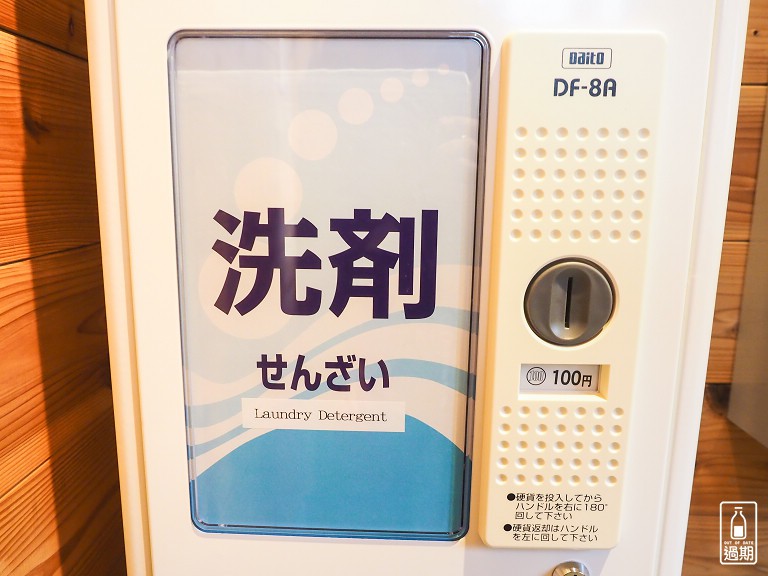 洗剤
せんざい
Laundry Detergent
Daito
DF-8A
100円
●硬貨を投入してから
ハンドルを右に180°
回して下さい
●硬貨返却はハンドル
を左に回して下さい
OUT OF DATE
過期